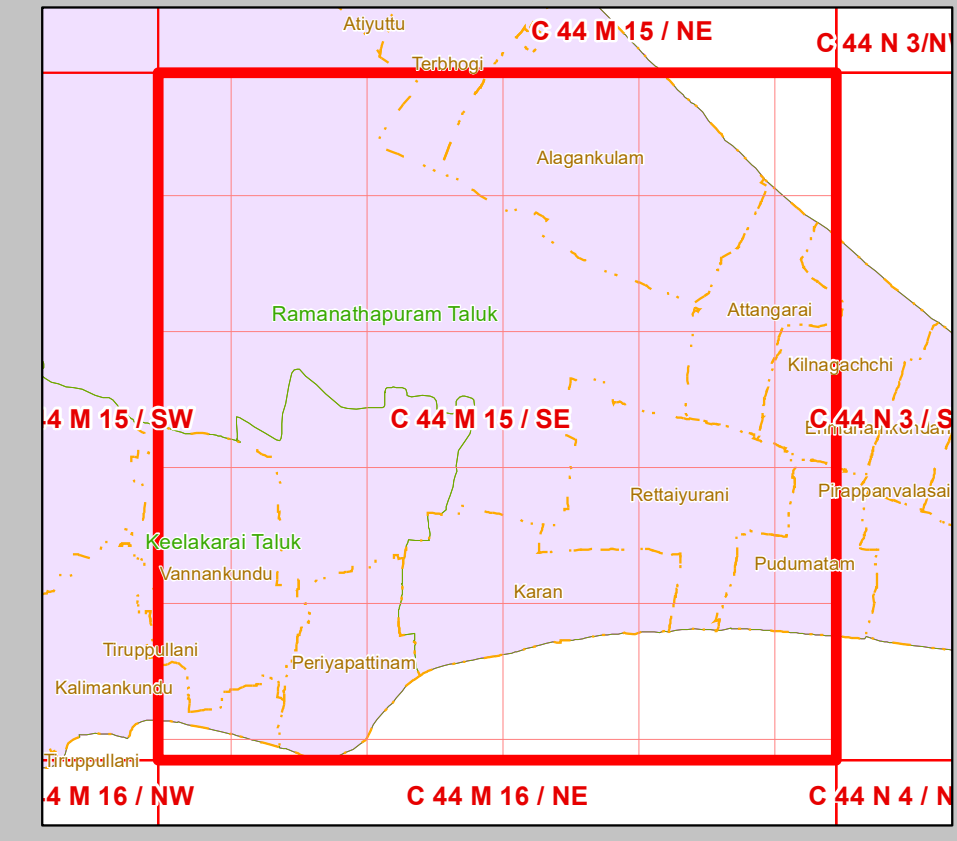 Atiyuttu
C 44 M 15 / NE
C 44 N 3/N
Terbhogi
Alagankulam
Attangarai
Ramanathapuram Taluk
Kilnagachchi
4 M 15 / SW
C 44 M 15 / SE
C 44 N 3 / S
Rettaiyurani
Pirappanvalasai
Keelakarai Taluk
Vannankundu
Pudumatam
Karan
Tiruppullani
Periyapattinam
Kalimankundu
Tiruppullani
4 M 16 / NW
C 44 M 16 / NE
C 44 N 4 / N